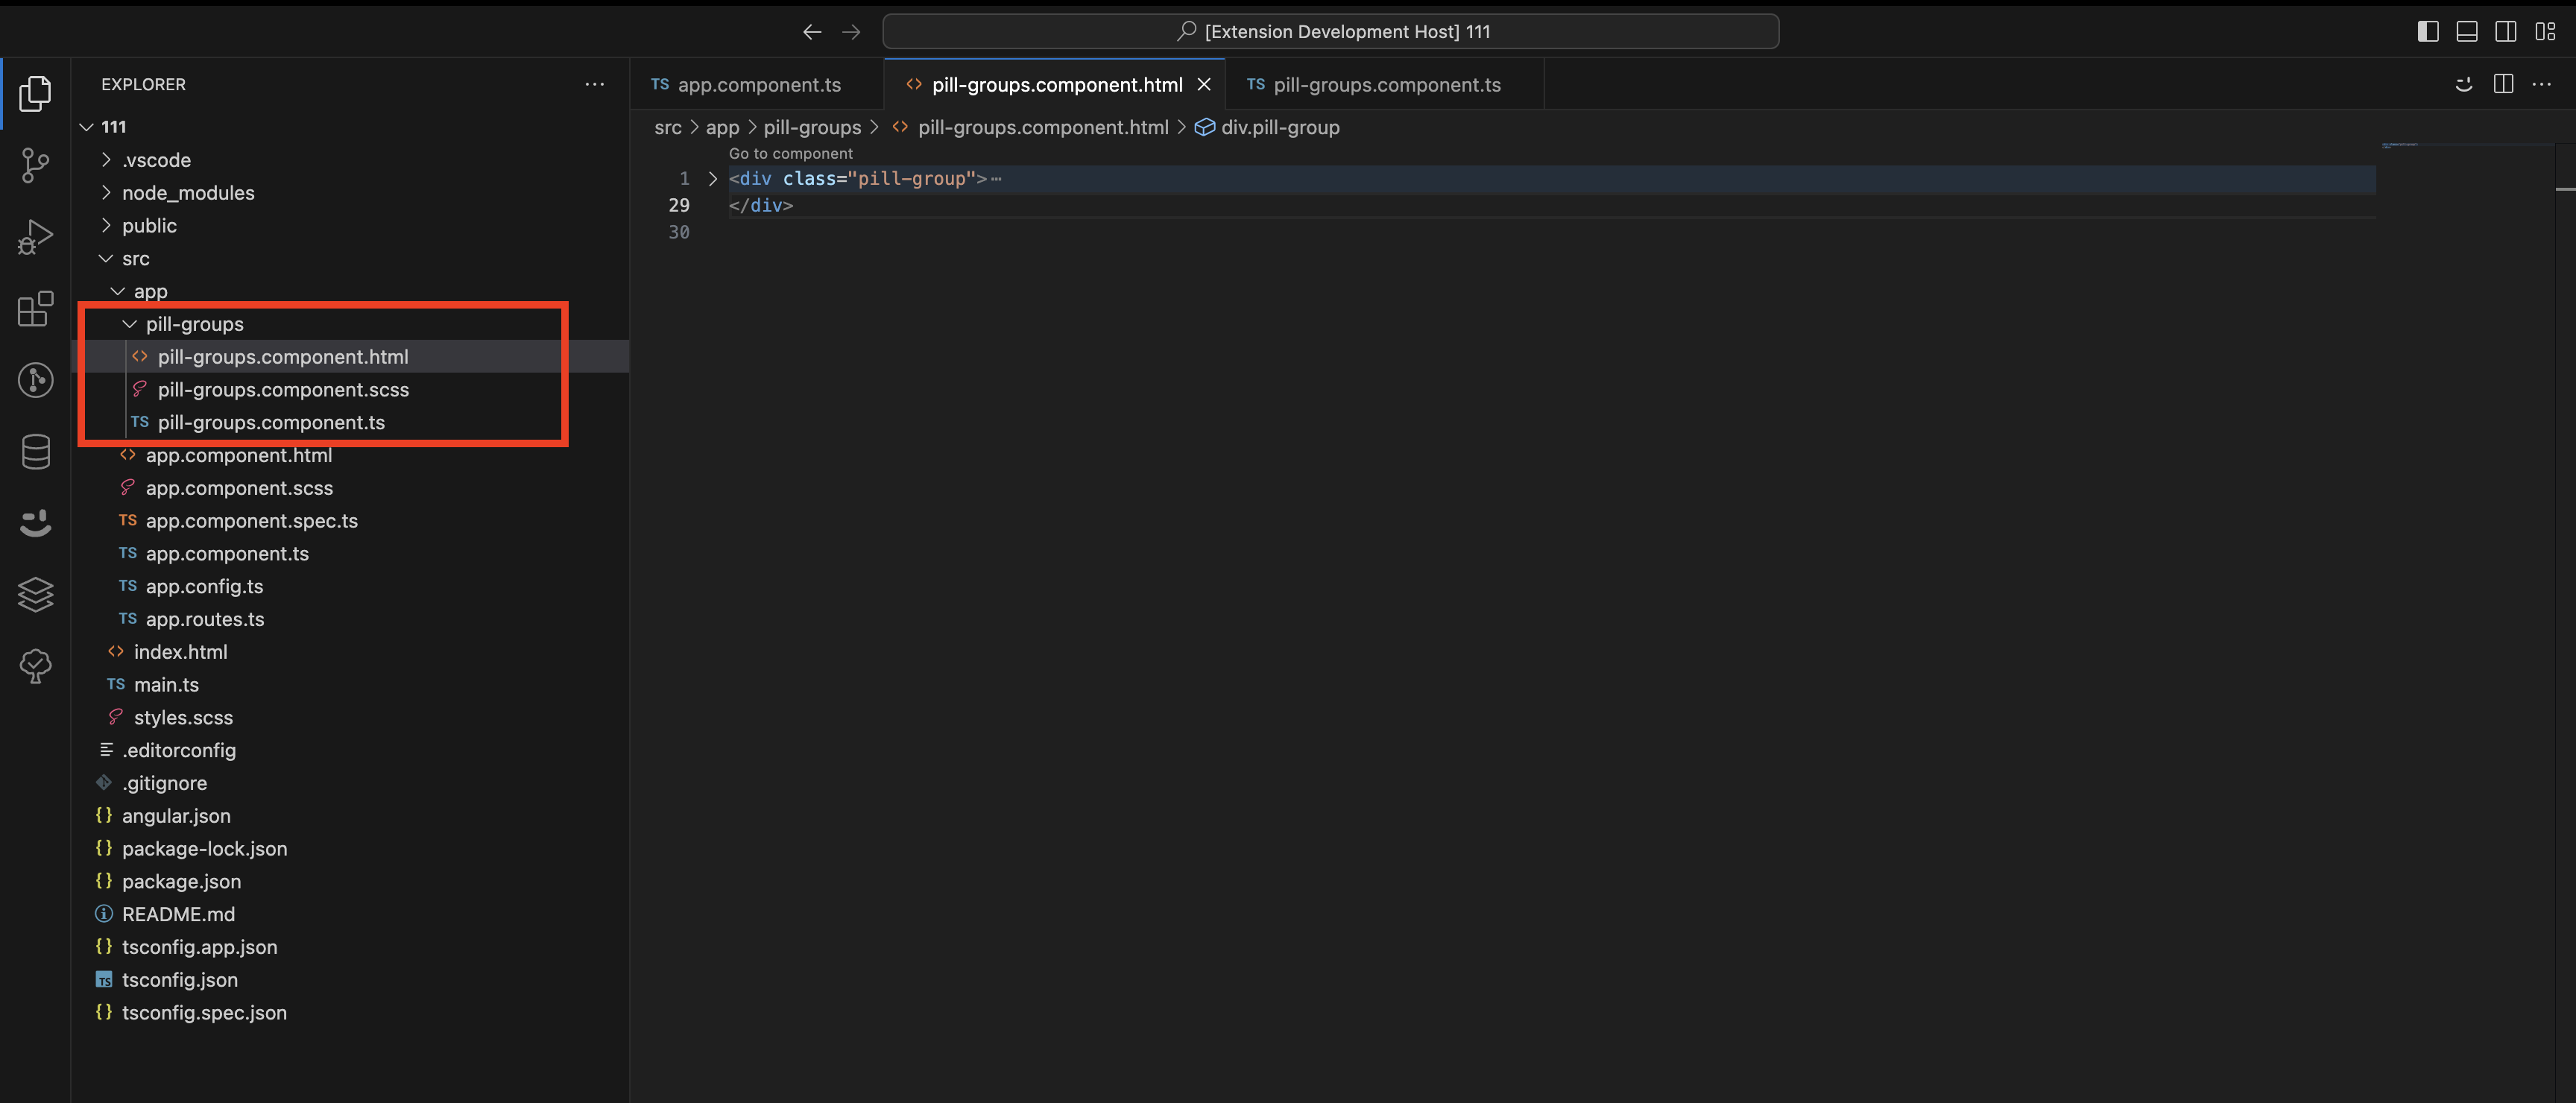 [Extension Development Host] 111
EXPLORER
111
.vscode
node_modules
public
src
app
pill-groups
pill-groups.component.html
pill-groups.component.scss
TS pill-groups.component.ts
app.component.html
app.component.scss
TS app.component.spec.ts
TS app.component.ts
TS app.config.ts
TS app.routes.ts
index.html
TS main.ts
styles.scss
.editorconfig
.gitignore
{} angular.json
{} package-lock.json
{} package.json
README.md
{} tsconfig.app.json
TS tsconfig.json
{} tsconfig.spec.json
TS app.component.ts
<> pill-groups.component.html
TS pill-groups.component.ts
src > app > pill-groups > <> pill-groups.component.html > div.pill-group
Go to component
1 <div class="pill-group">⋯
29 </div>
30